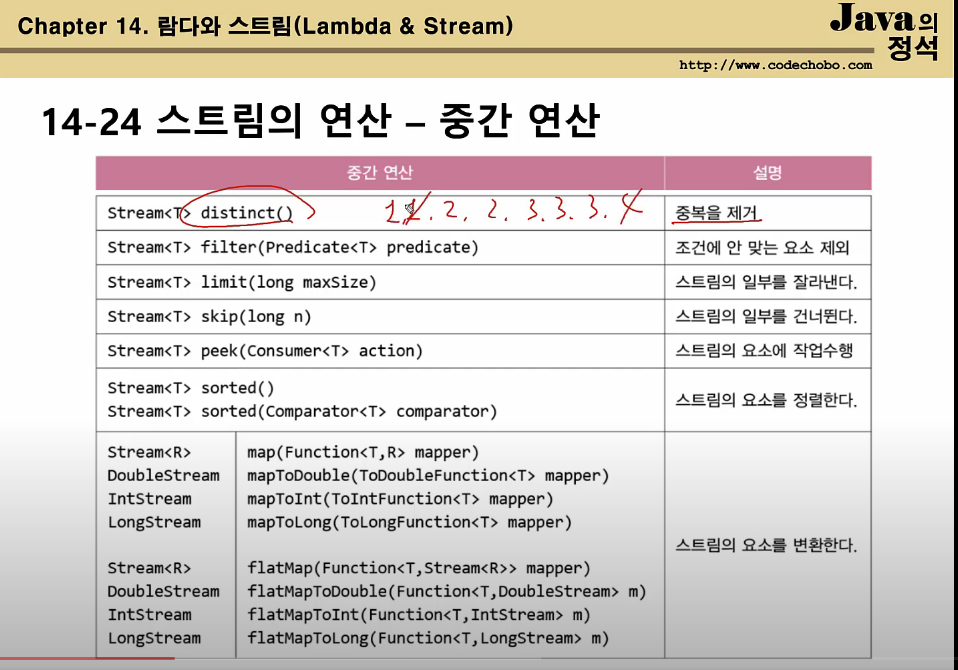 Chapter 14. 람다와 스트림(Lambda & Stream)
Java의
정석
http://www.codechobo.com
14-24 스트림의 연산 – 중간 연산
중간 연산 설명
Stream<T> distinct() 1 1. 2. 2. 3. 3. 3. 4 중복을 제거
Stream<T> filter(Predicate<T> predicate) 조건에 안 맞는 요소 제외
Stream<T> limit(long maxSize) 스트림의 일부를 잘라낸다.
Stream<T> skip(long n) 스트림의 일부를 건너뛴다.
Stream<T> peek(Consumer<T> action) 스트림의 요소에 작업수행
Stream<T> sorted()
Stream<T> sorted(Comparator<T> comparator)
스트림의 요소를 정렬한다.
Stream<R> map(Function<T,R> mapper)
DoubleStream mapToDouble(ToDoubleFunction<T> mapper)
IntStream mapToInt(ToIntFunction<T> mapper)
LongStream mapToLong(ToLongFunction<T> mapper)
스트림의 요소를 변환한다.
Stream<R> flatMap(Function<T,Stream<R>> mapper)
DoubleStream flatMapToDouble(Function<T,DoubleStream> m)
IntStream flatMapToInt(Function<T,IntStream> m)
LongStream flatMapToLong(Function<T,LongStream> m)